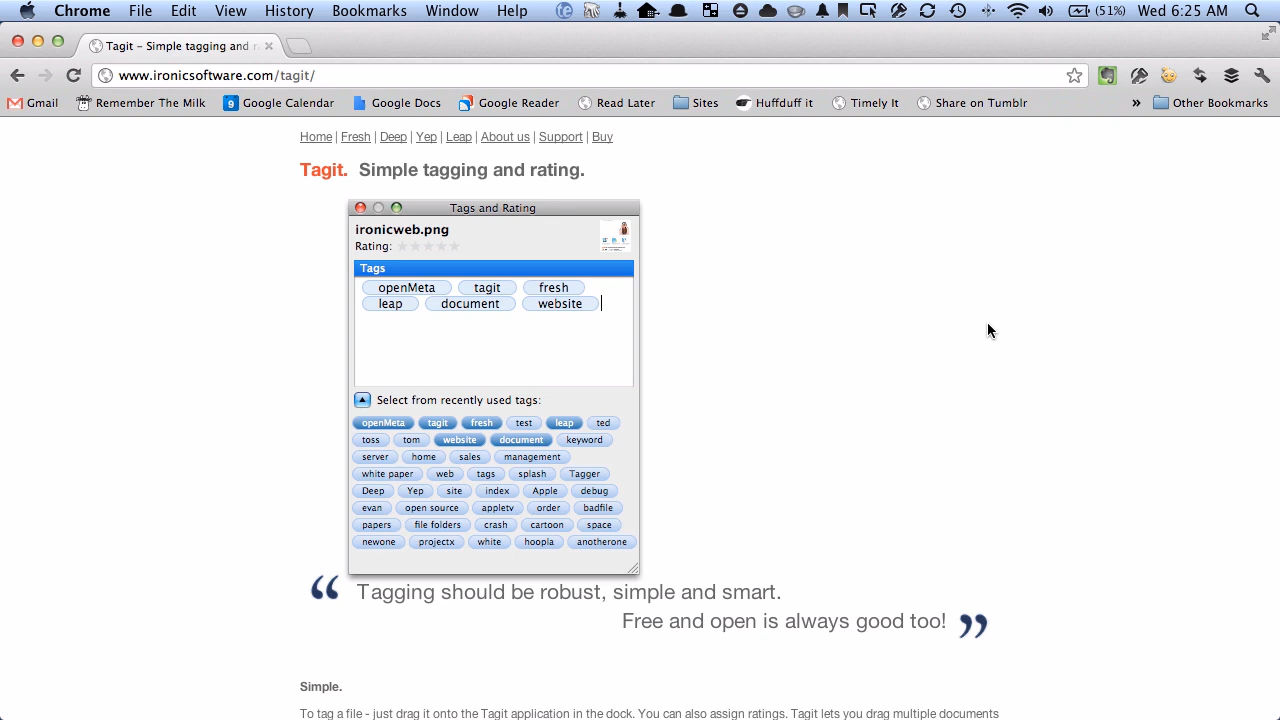 Chrome File Edit View History Bookmarks Window Help (51%) Wed 6:25 AM
Tagit – Simple tagging and r
www.ironicsoftware.com/tagit/
Gmail Remember The Milk 9 Google Calendar Google Docs Google Reader Read Later Sites Huffduff it Timely It Share on Tumblr » Other Bookmarks
Home | Fresh | Deep | Yep | Leap | About us | Support | Buy
Tagit. Simple tagging and rating.
Tags and Rating
ironicweb.png
Rating:
Tags
openMeta tagit fresh
leap document website
Select from recently used tags:
openMeta tagit fresh test leap ted
toss tom website document keyword
server home sales management
white paper web tags splash Tagger
Deep Yep site index Apple debug
evan open source appletv order badfile
papers file folders crash cartoon space
newone projectx white hoopla anotherone
“ Tagging should be robust, simple and smart.
Free and open is always good too! ”
Simple.
To tag a file - just drag it onto the Tagit application in the dock. You can also assign ratings. Tagit lets you drag multiple documents